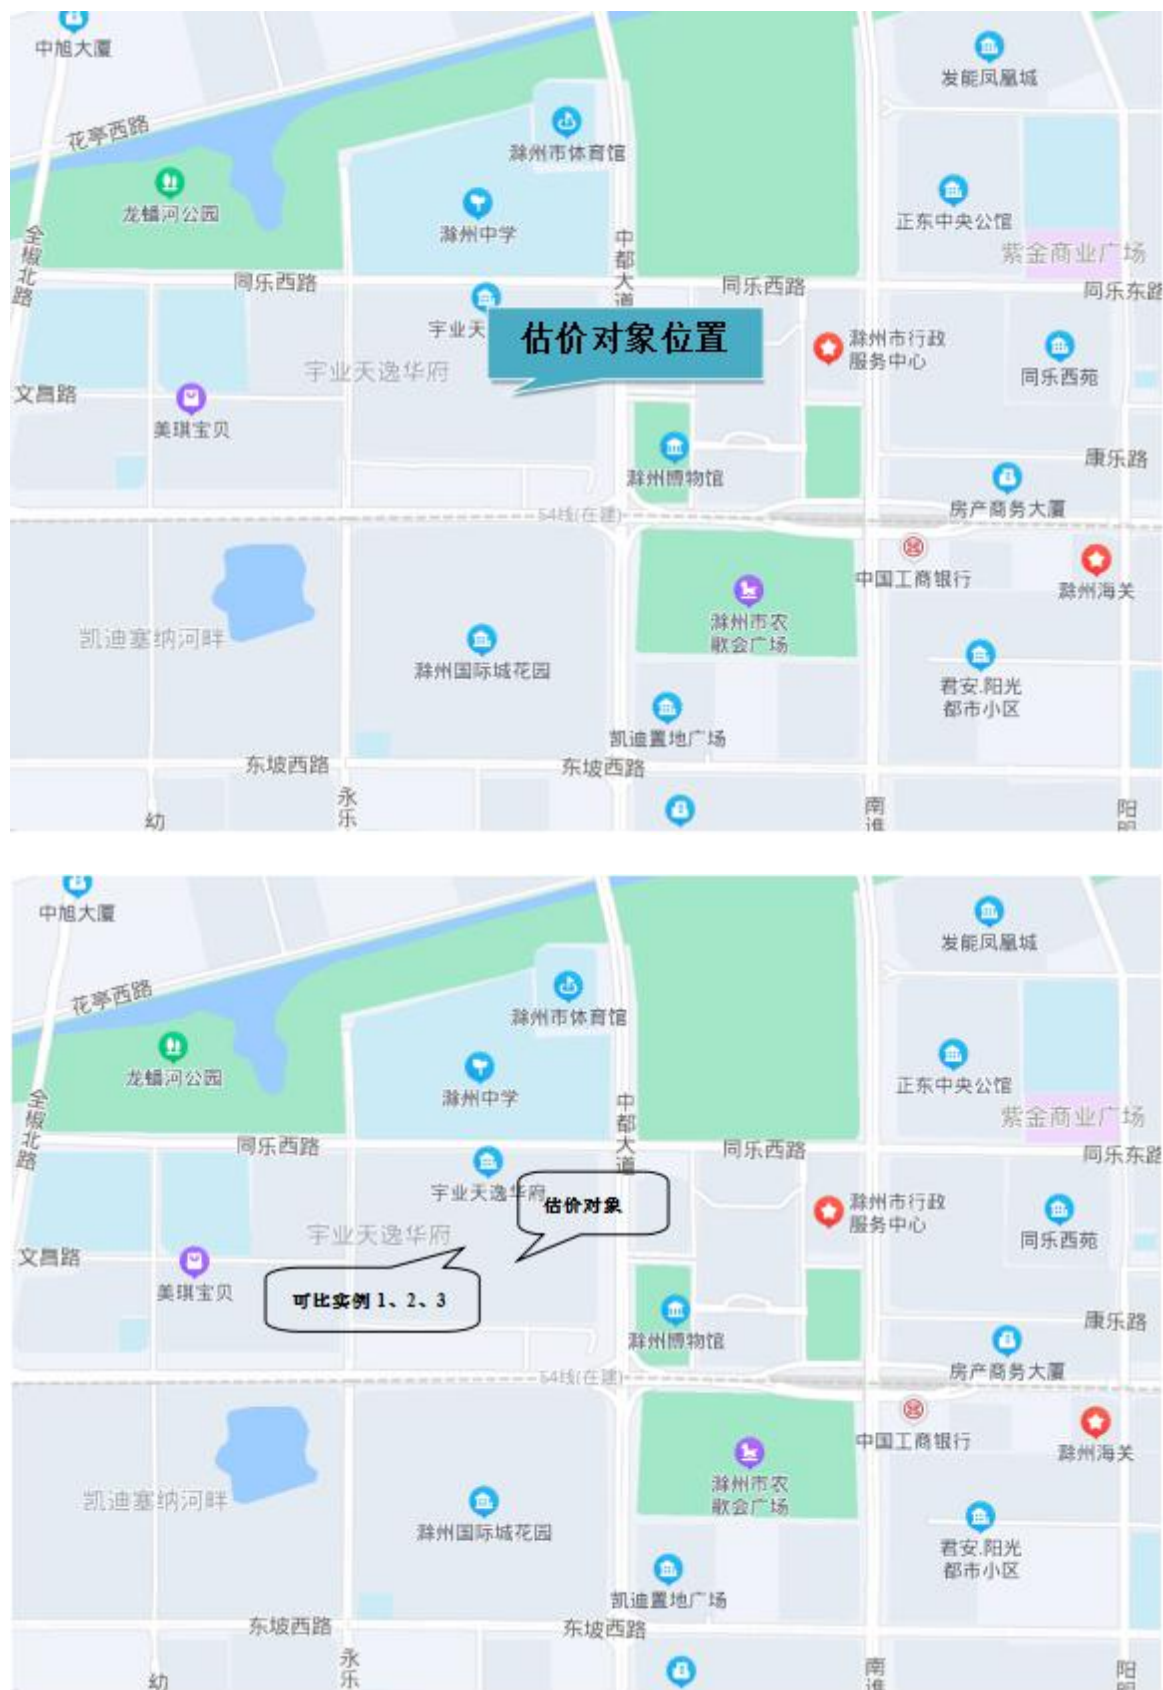 中旭大厦
发能凤凰城
花亭西路
滁州市体育馆
龙蟠河公园
滁州中学
正东中央公馆
全椒北路
中都大道
紫金商业广场
同乐西路
同乐西路
同乐东路
宇业天
估价对象位置
滁州市行政
服务中心
宇业天逸华府
同乐西苑
文昌路
美琪宝贝
康乐路
滁州博物馆
房产商务大厦
S4线(在建)
中国工商银行
滁州海关
凯迪塞纳河畔
滁州国际城花园
滁州市农
歌会广场
君安.阳光
都市小区
凯迪置地广场
东坡西路
东坡西路
永乐
幼
南谯
阳明
中旭大厦
发能凤凰城
花亭西路
滁州市体育馆
龙蟠河公园
滁州中学
正东中央公馆
全椒北路
中都大道
紫金商业广场
同乐西路
同乐西路
同乐东路
宇业天逸华府
估价对象
滁州市行政
服务中心
宇业天逸华府
同乐西苑
文昌路
美琪宝贝
可比实例 1、2、3
康乐路
滁州博物馆
房产商务大厦
S4线(在建)
中国工商银行
滁州海关
凯迪塞纳河畔
滁州国际城花园
滁州市农
歌会广场
君安.阳光
都市小区
凯迪置地广场
东坡西路
东坡西路
永乐
幼
南谯
阳明